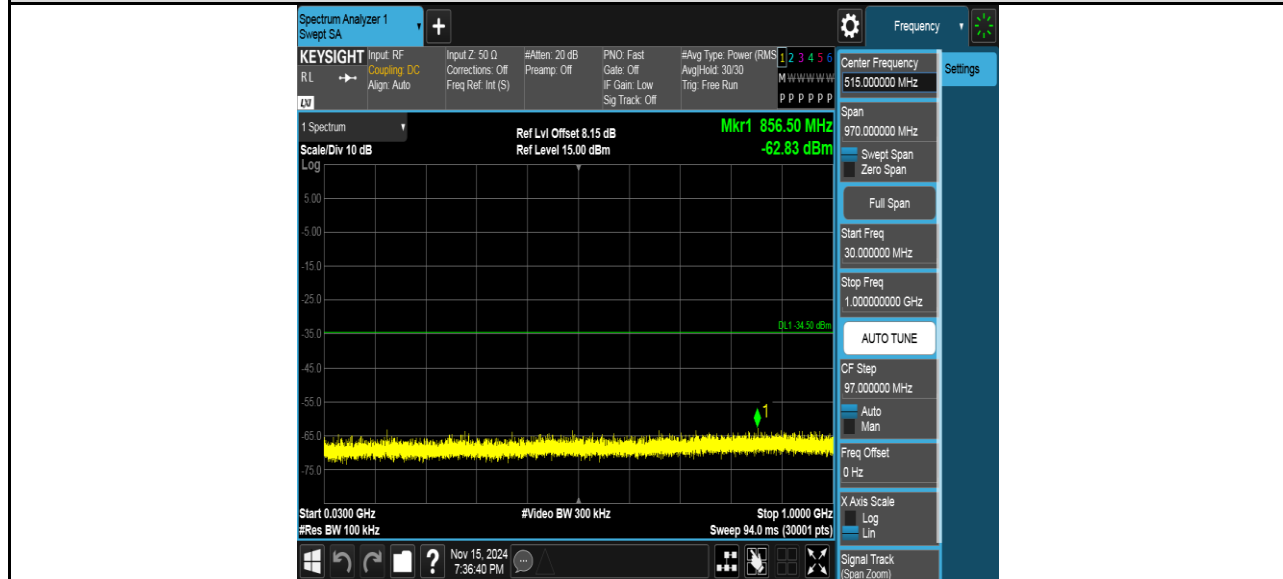 Spectrum Analyzer 1
Swept SA
+
Frequency
KEYSIGHT
RL
LXI
Input: RF
Coupling: DC
Align: Auto
Input Z: 50 Ω
Corrections: Off
Freq Ref: Int (S)
#Atten: 20 dB
Preamp: Off
PNO: Fast
Gate: Off
IF Gain: Low
Sig Track: Off
#Avg Type: Power (RMS
Avg|Hold: 30/30
Trig: Free Run
1 2 3 4 5 6
M W W W W W
P P P P P P
1 Spectrum
Scale/Div 10 dB
Log
Ref Lvl Offset 8.15 dB
Ref Level 15.00 dBm
Mkr1 856.50 MHz
-62.83 dBm
5.00
-5.00
-15.0
-25.0
-35.0
-45.0
-55.0
-65.0
-75.0
DL1 -34.50 dBm
1
Start 0.0300 GHz
#Res BW 100 kHz
#Video BW 300 kHz
Stop 1.0000 GHz
Sweep 94.0 ms (30001 pts)
?
Nov 15, 2024
7:36:40 PM
Center Frequency
515.000000 MHz
Settings
Span
970.000000 MHz
Swept Span
Zero Span
Full Span
Start Freq
30.000000 MHz
Stop Freq
1.000000000 GHz
AUTO TUNE
CF Step
97.000000 MHz
Auto
Man
Freq Offset
0 Hz
X Axis Scale
Log
Lin
Signal Track
(Span Zoom)